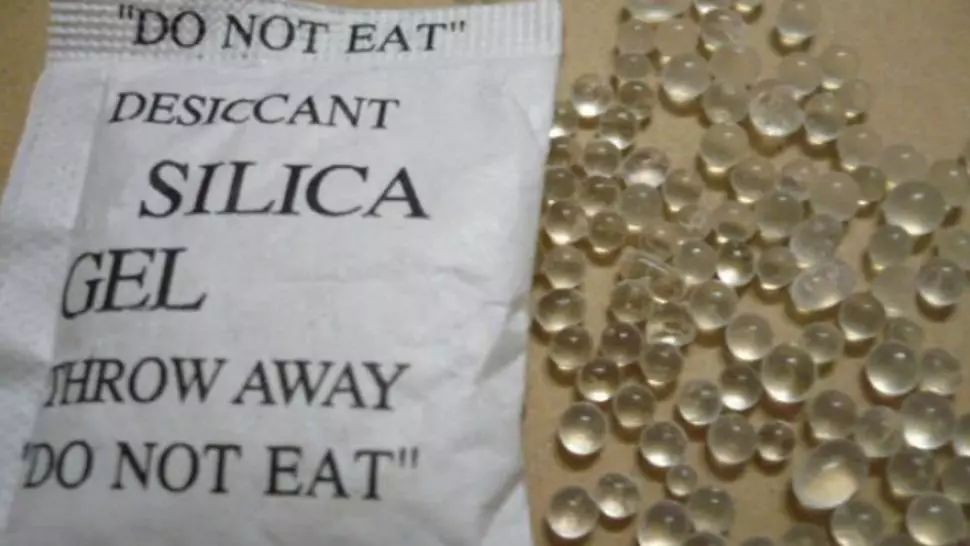 "DO NOT EAT"
DESICCANT
SILICA
GEL
THROW AWAY
"DO NOT EAT"